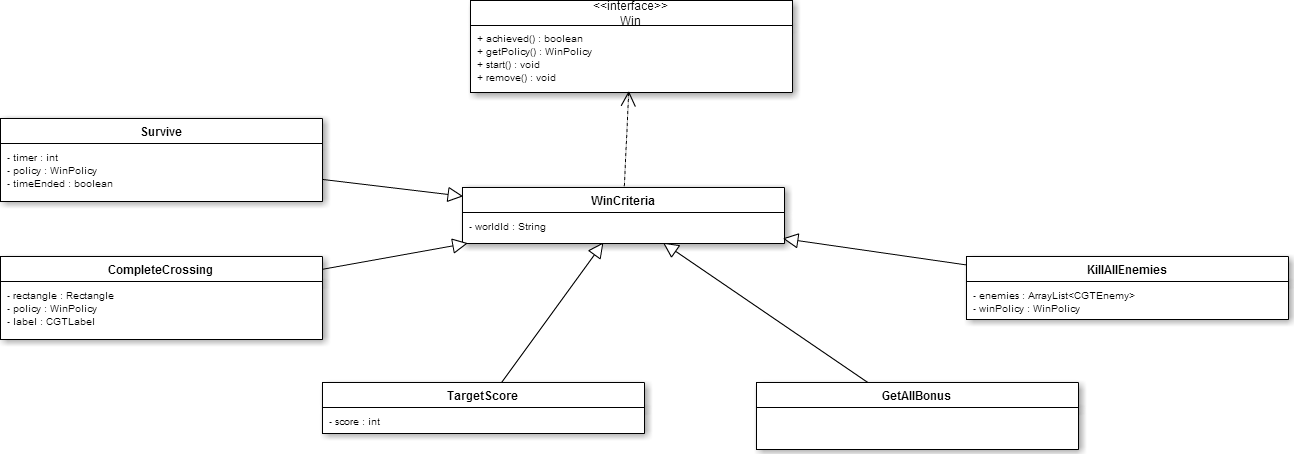 <<interface>>
Win
+ achieved() : boolean
+ getPolicy() : WinPolicy
+ start() : void
+ remove() : void
Survive
- timer : int
- policy : WinPolicy
- timeEnded : boolean
WinCriteria
- worldId : String
CompleteCrossing
- rectangle : Rectangle
- policy : WinPolicy
- label : CGTLabel
KillAllEnemies
- enemies : ArrayList<CGTEnemy>
- winPolicy : WinPolicy
TargetScore
- score : int
GetAllBonus